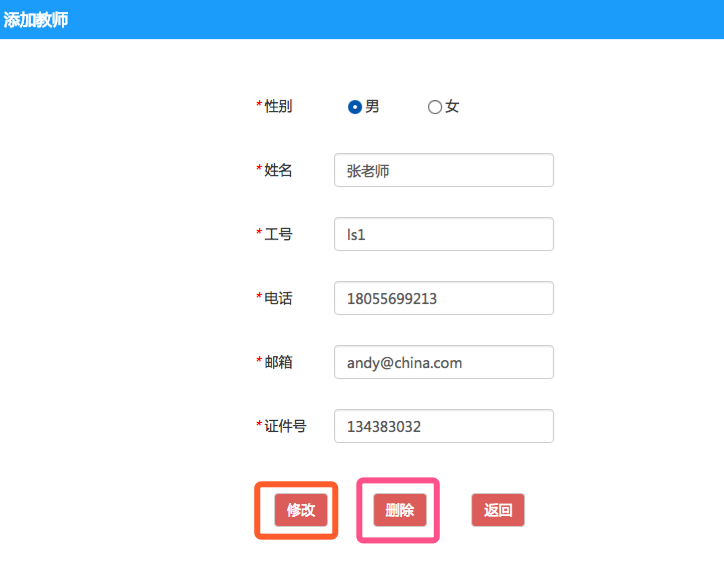 添加教师
*性别 男 女
*姓名 张老师
*工号 ls1
*电话 18055699213
*邮箱 andy@china.com
*证件号 134383032
修改 删除 返回